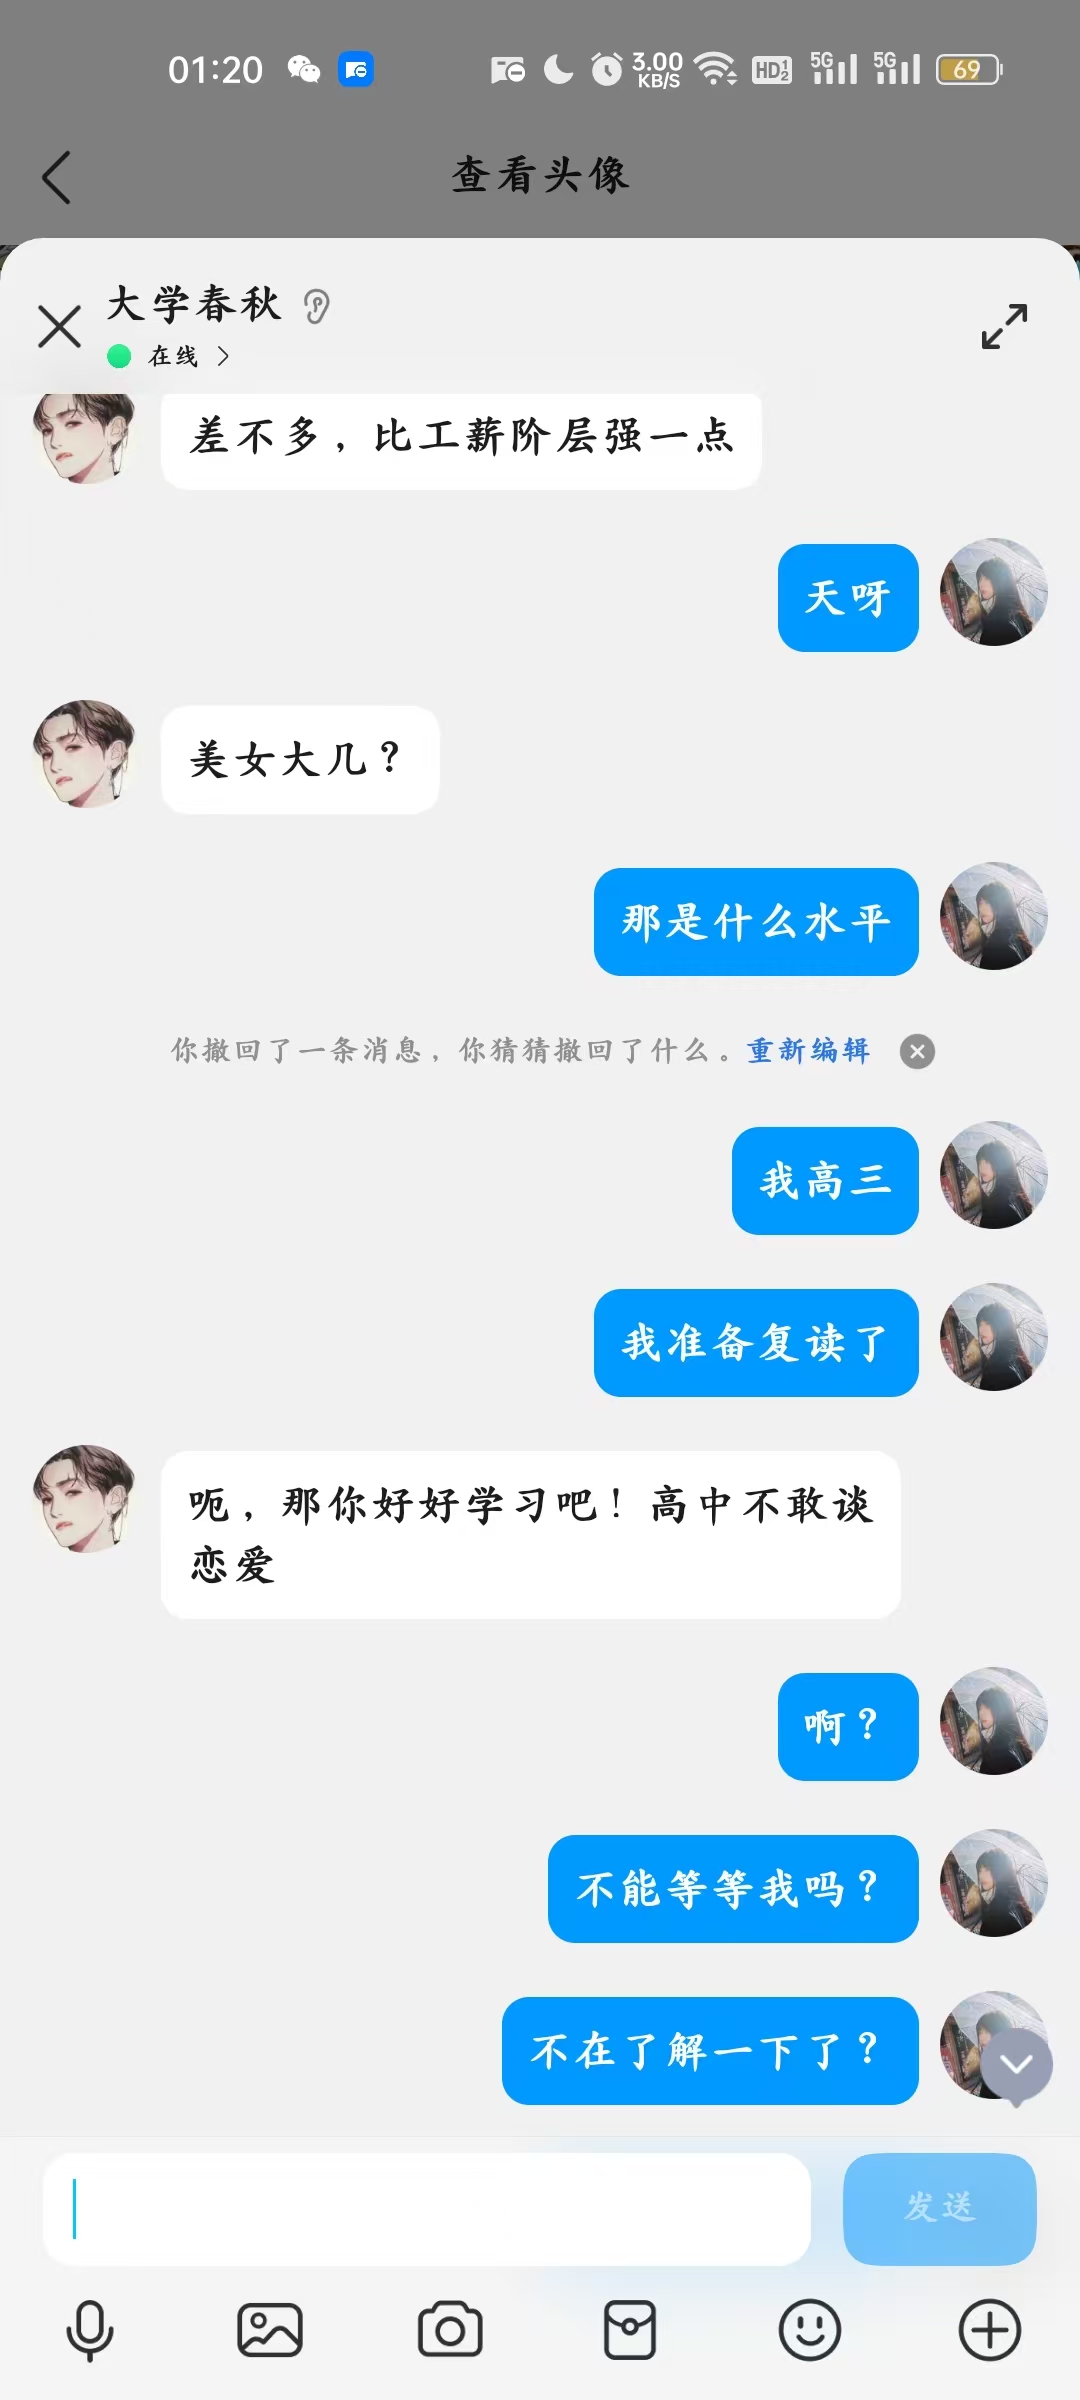 01:20
3.00
KB/S
HD1 2
5G
5G
69
查看头像
大学春秋
在线
差不多，比工薪阶层强一点
天呀
美女大几？
那是什么水平
你撤回了一条消息，你猜猜撤回了什么。重新编辑
我高三
我准备复读了
呃，那你好好学习吧！高中不敢谈
恋爱
啊？
不能等等我吗？
不在了解一下了？
发送